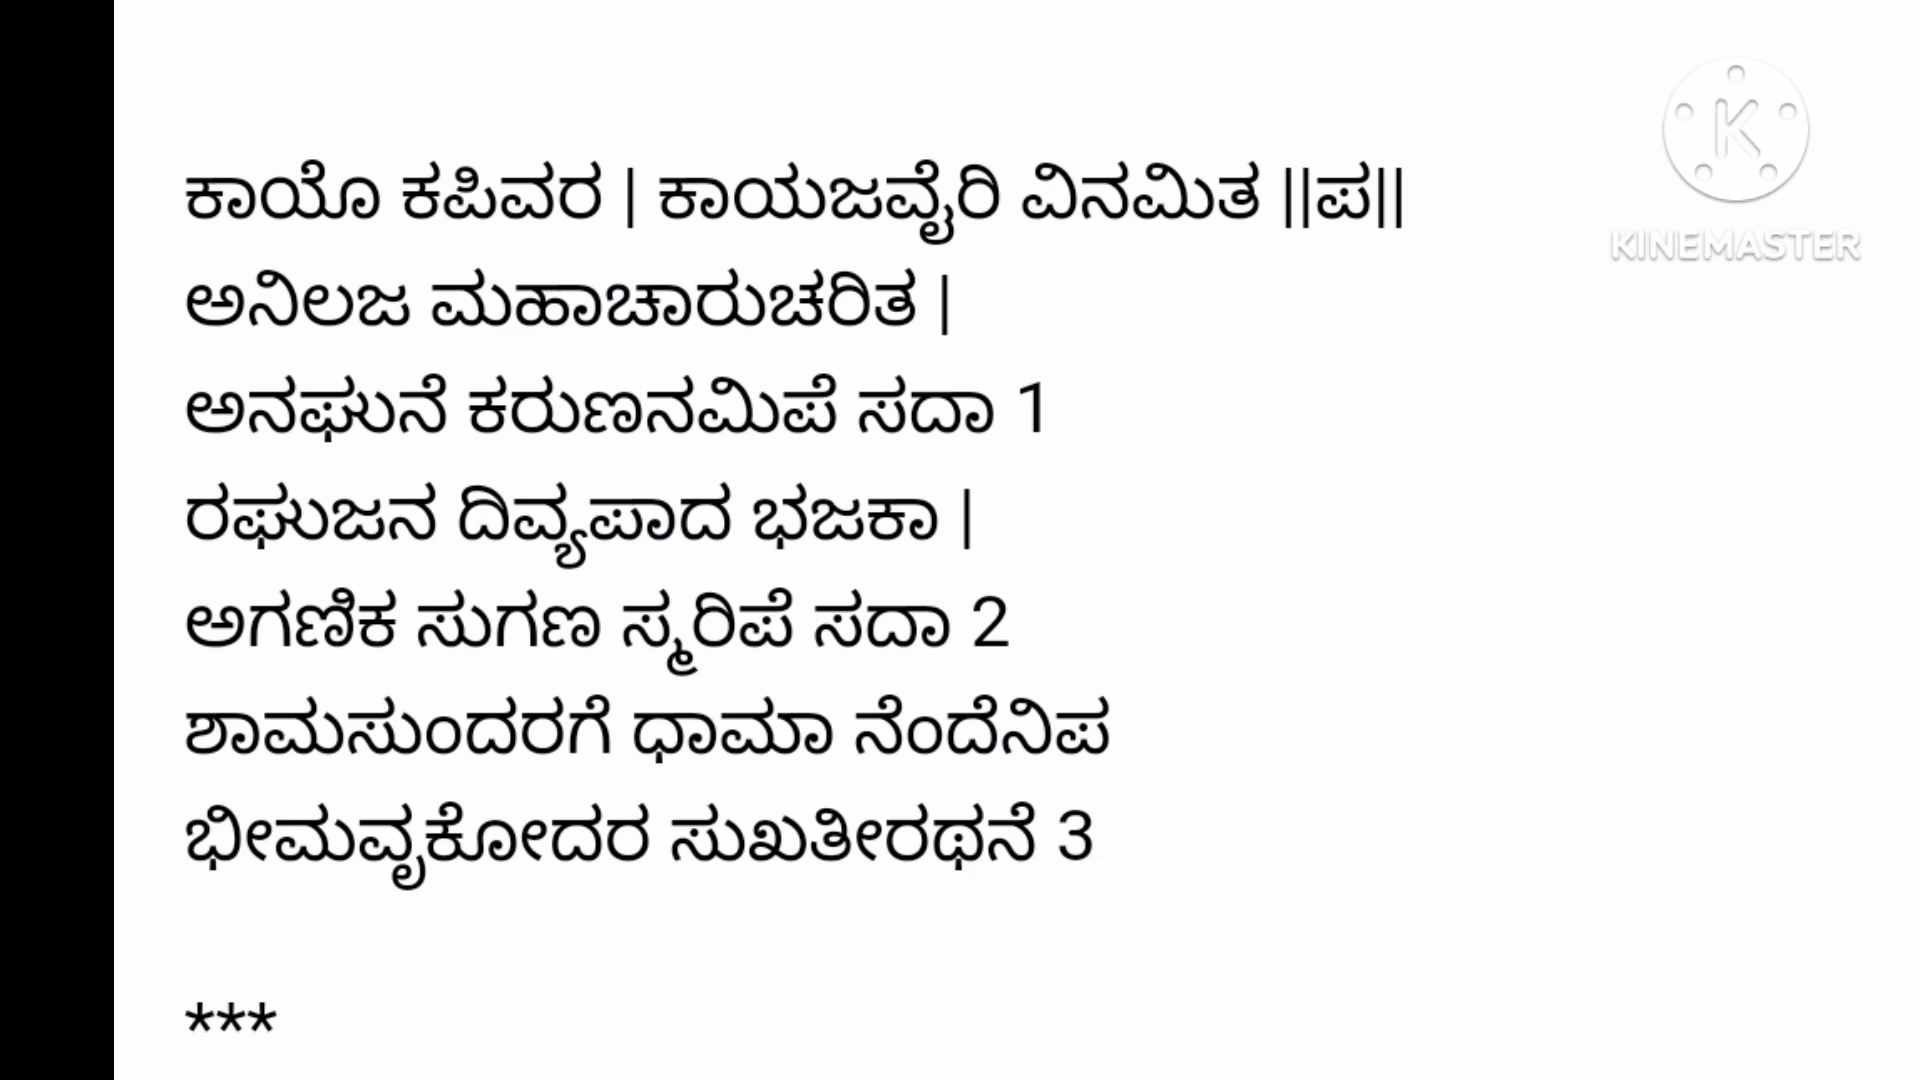 ಕಾಯೊ ಕಪಿವರ | ಕಾಯಜವೈರಿ ವಿನಮಿತ ||ಪ||
ಅನಿಲಜ ಮಹಾಚಾರುಚರಿತ |
ಅನಘುನೆ ಕರುಣನಮಿಪೆ ಸದಾ 1
ರಘುಜನ ದಿವ್ಯಪಾದ ಭಜಕಾ |
ಅಗಣಿಕ ಸುಗಣ ಸ್ಮರಿಪೆ ಸದಾ 2
ಶಾಮಸುಂದರಗೆ ಧಾಮಾ ನೆಂದೆನಿಪ
ಭೀಮವೃಕೋದರ ಸುಖತೀರಥನೆ 3
***
K
KINEMASTER